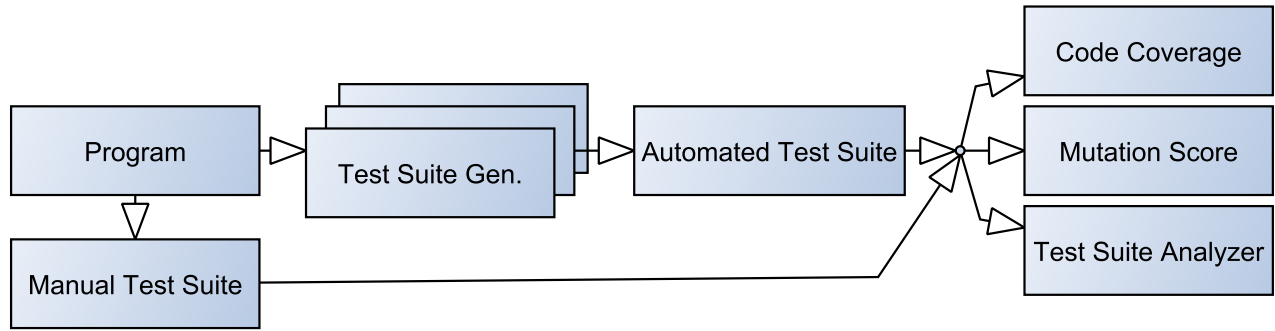 Program
Test Suite Gen.
Automated Test Suite
Manual Test Suite
Code Coverage
Mutation Score
Test Suite Analyzer